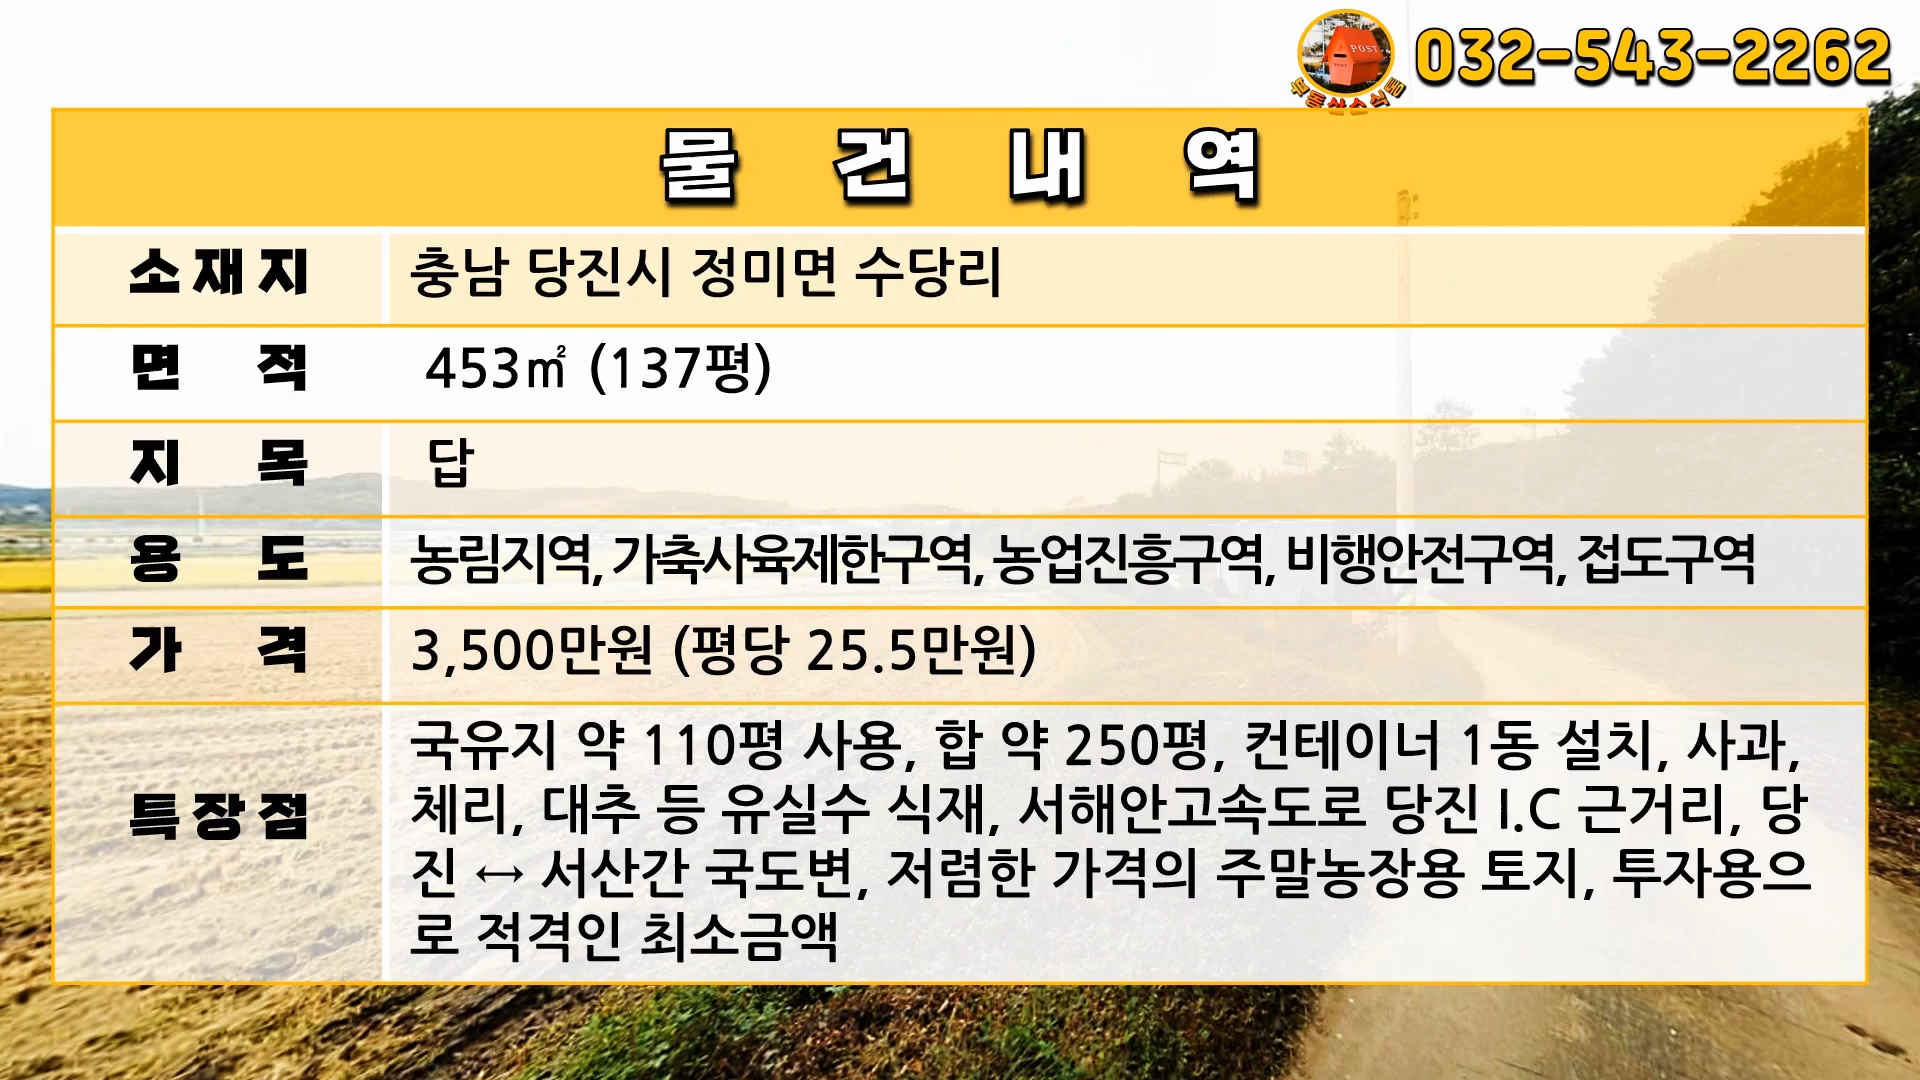 032-543-2262
POST
POST
부동산소식통
물 건 내 역
소재지 충남 당진시 정미면 수당리
면 적 453㎡ (137평)
지 목 답
용 도 농림지역, 가축사육제한구역, 농업진흥구역, 비행안전구역, 접도구역
가 격 3,500만원 (평당 25.5만원)
특장점 국유지 약 110평 사용, 합 약 250평, 컨테이너 1동 설치, 사과,
체리, 대추 등 유실수 식재, 서해안고속도로 당진 I.C 근거리, 당
진 ↔ 서산간 국도변, 저렴한 가격의 주말농장용 토지, 투자용으
로 적격인 최소금액